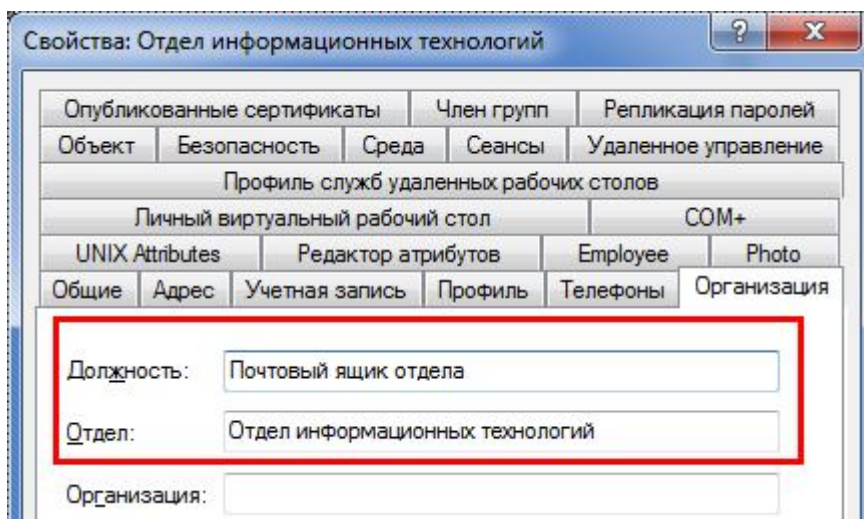 Свойства: Отдел информационных технологий
Опубликованные сертификаты Член групп Репликация паролей
Объект Безопасность Среда Сеансы Удаленное управление
Профиль служб удаленных рабочих столов
Личный виртуальный рабочий стол COM+
UNIX Attributes Редактор атрибутов Employee Photo
Общие Адрес Учетная запись Профиль Телефоны Организация
Должность: Почтовый ящик отдела
Отдел: Отдел информационных технологий
Организация: